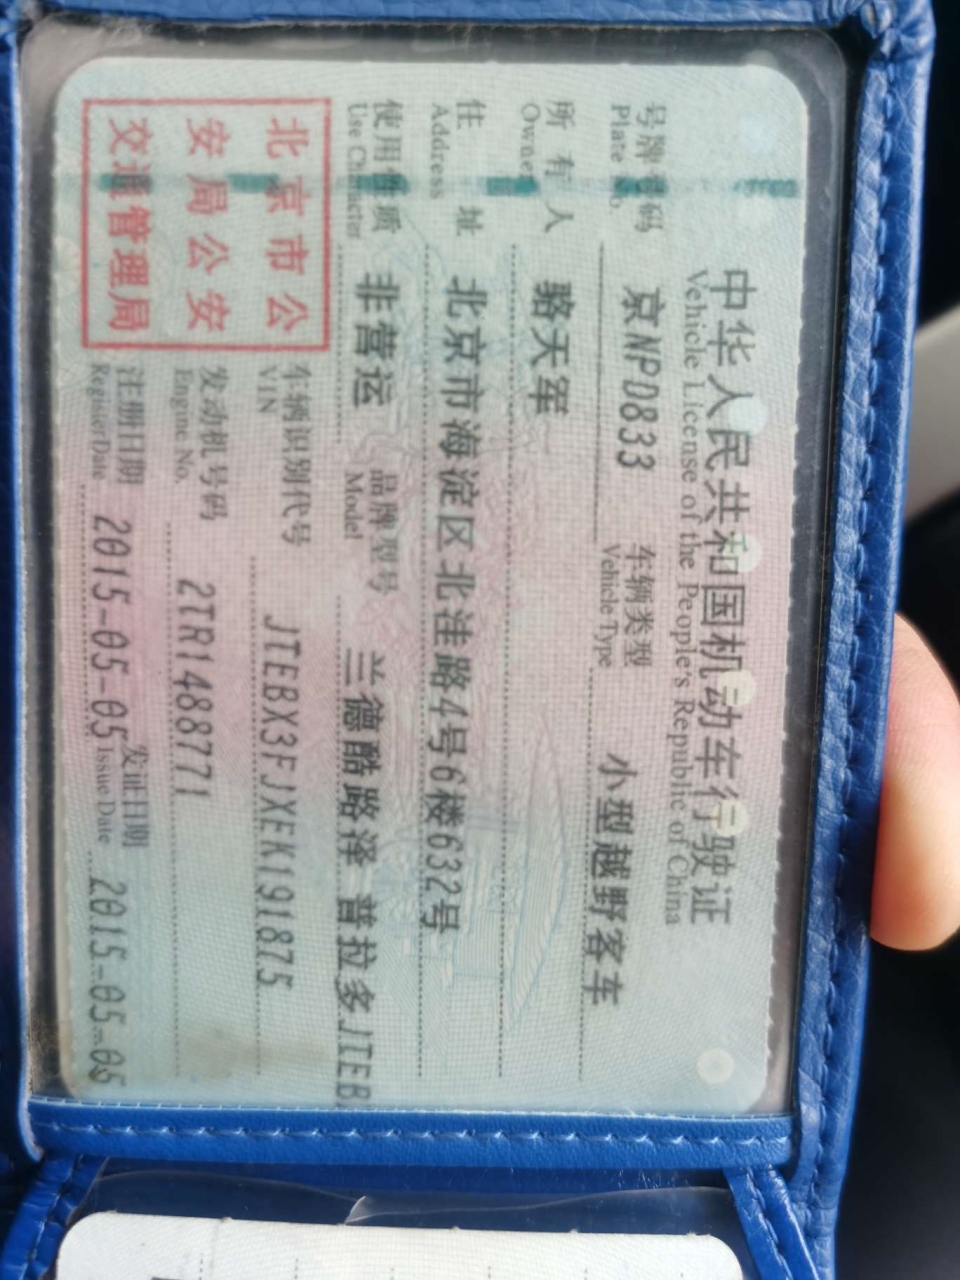 中华人民共和国机动车行驶证
Vehicle License of the People's Republic of China
号牌号码 京NP0833 车辆类型 小型越野客车
Plate No. Vehicle Type
所有人 骆天军
Owner
住址 北京市海淀区北洼路4号6楼632号
Address
使用性质 非营运 品牌型号 兰德酷路泽 普拉多JTEB
Use Character Model
北京市公
安局公安
交通管理局
车辆识别代号 JTEBX3FJXEK191875
VIN
发动机号码 2TR1488771
Engine No.
注册日期 2015-05-05 发证日期 2015-05-05
Register Date Issue Date